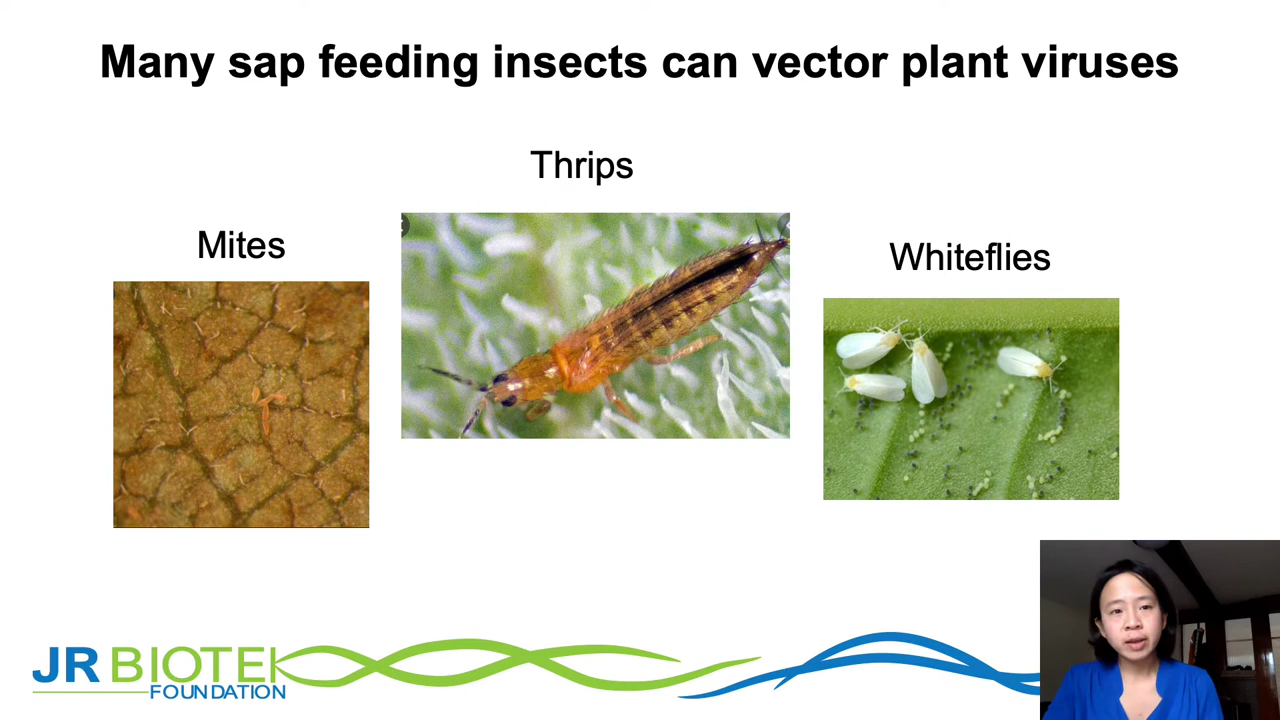 Many sap feeding insects can vector plant viruses
Thrips
Mites
Whiteflies
JR BIOTEK
FOUNDATION